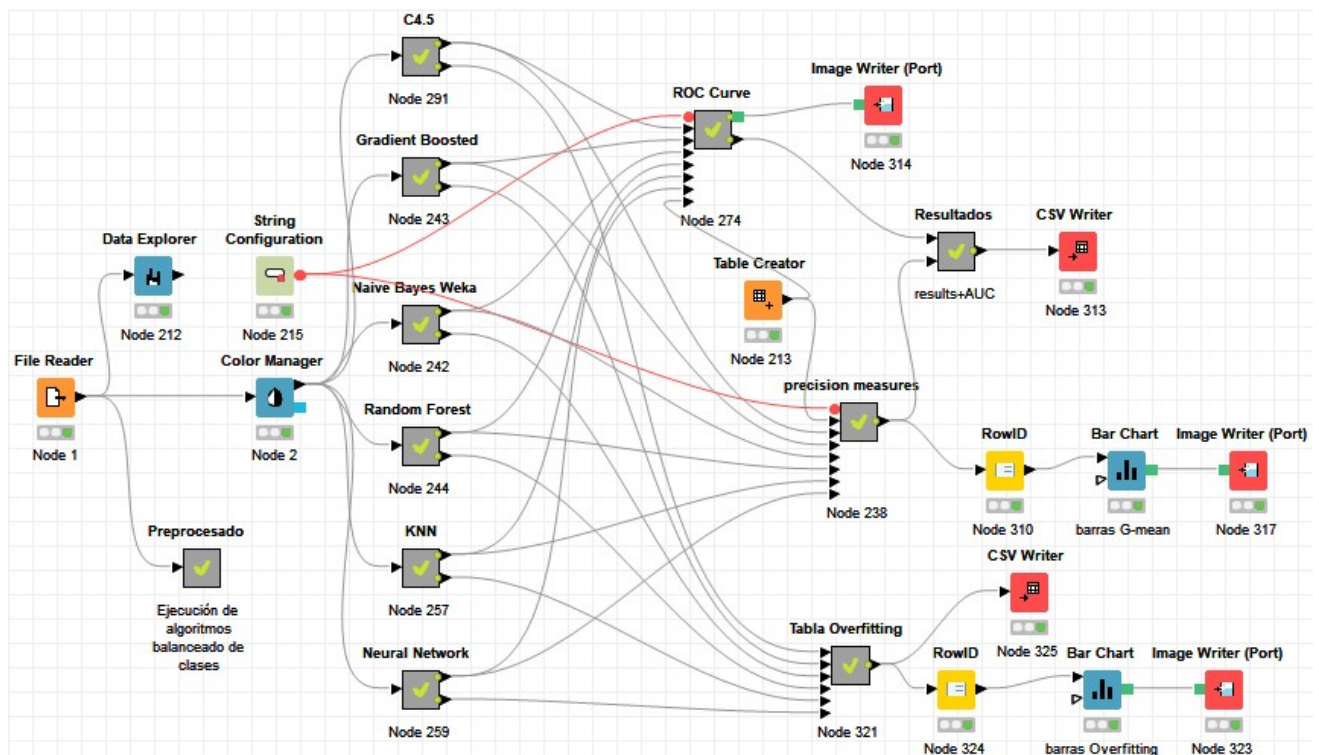 C4.5
Node 291
Gradient Boosted
Node 243
ROC Curve
Node 274
Image Writer (Port)
Node 314
Data Explorer
Node 212
String
Configuration
Node 215
Naive Bayes Weka
Node 242
Table Creator
Node 213
Resultados
results+AUC
CSV Writer
Node 313
File Reader
Node 1
Color Manager
Node 2
Random Forest
Node 244
precision measures
Node 238
RowID
Node 310
Bar Chart
barras G-mean
Image Writer (Port)
Node 317
Preprocesado
Ejecución de
algoritmos
balanceado de
clases
KNN
Node 257
CSV Writer
Node 325
Neural Network
Node 259
Tabla Overfitting
Node 321
RowID
Node 324
Bar Chart
barras Overfitting
Image Writer (Port)
Node 323